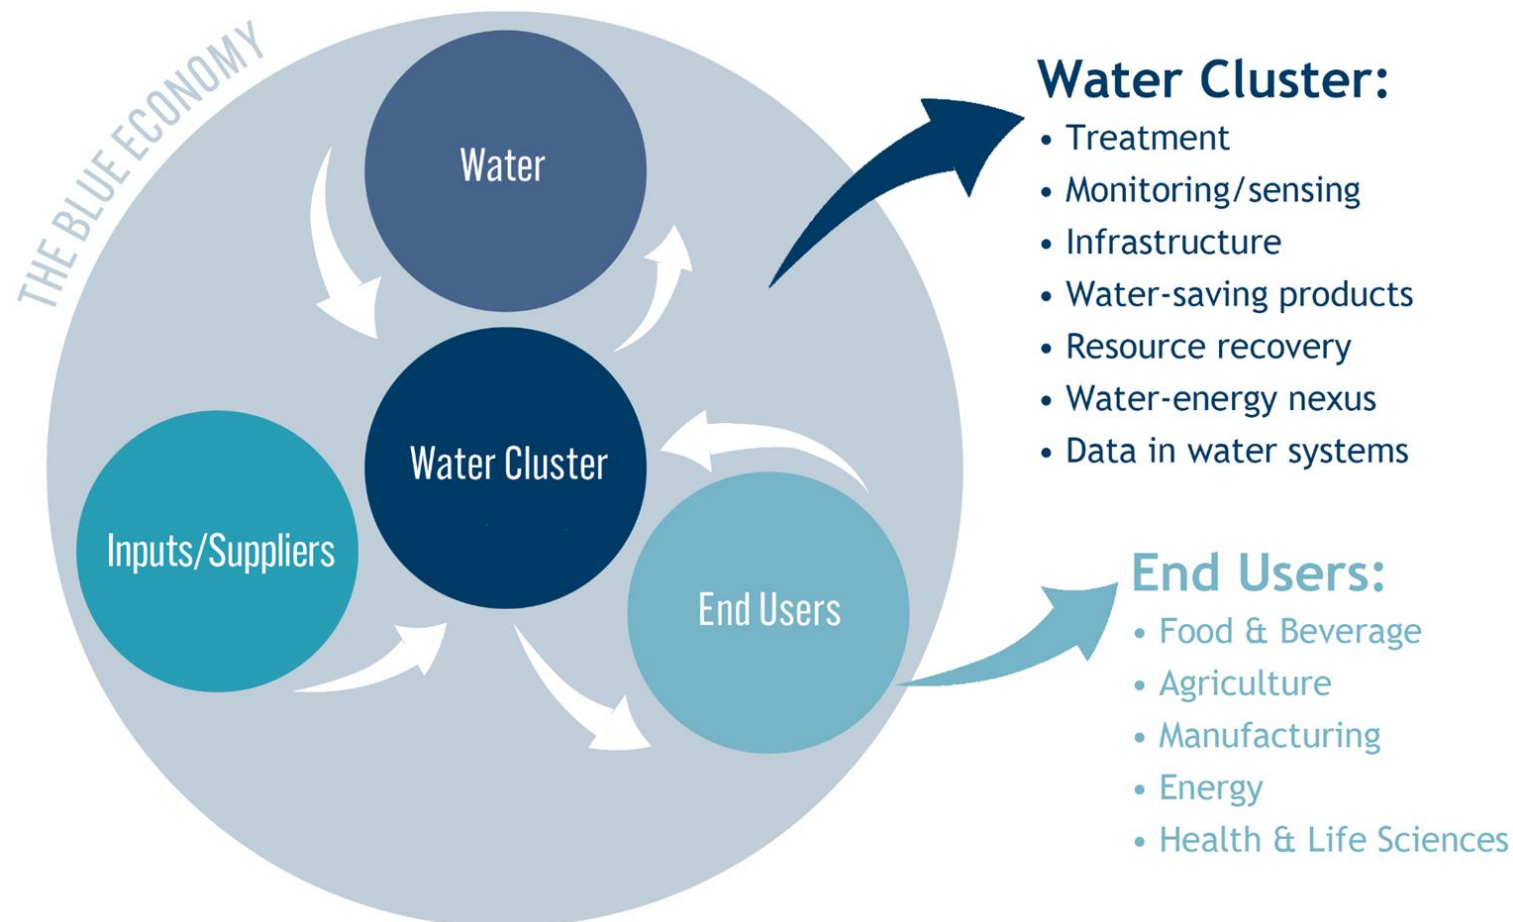 THE BLUE ECONOMY
Water
Water Cluster
Inputs/Suppliers
End Users
Water Cluster:
• Treatment
• Monitoring/sensing
• Infrastructure
• Water-saving products
• Resource recovery
• Water-energy nexus
• Data in water systems
End Users:
• Food & Beverage
• Agriculture
• Manufacturing
• Energy
• Health & Life Sciences